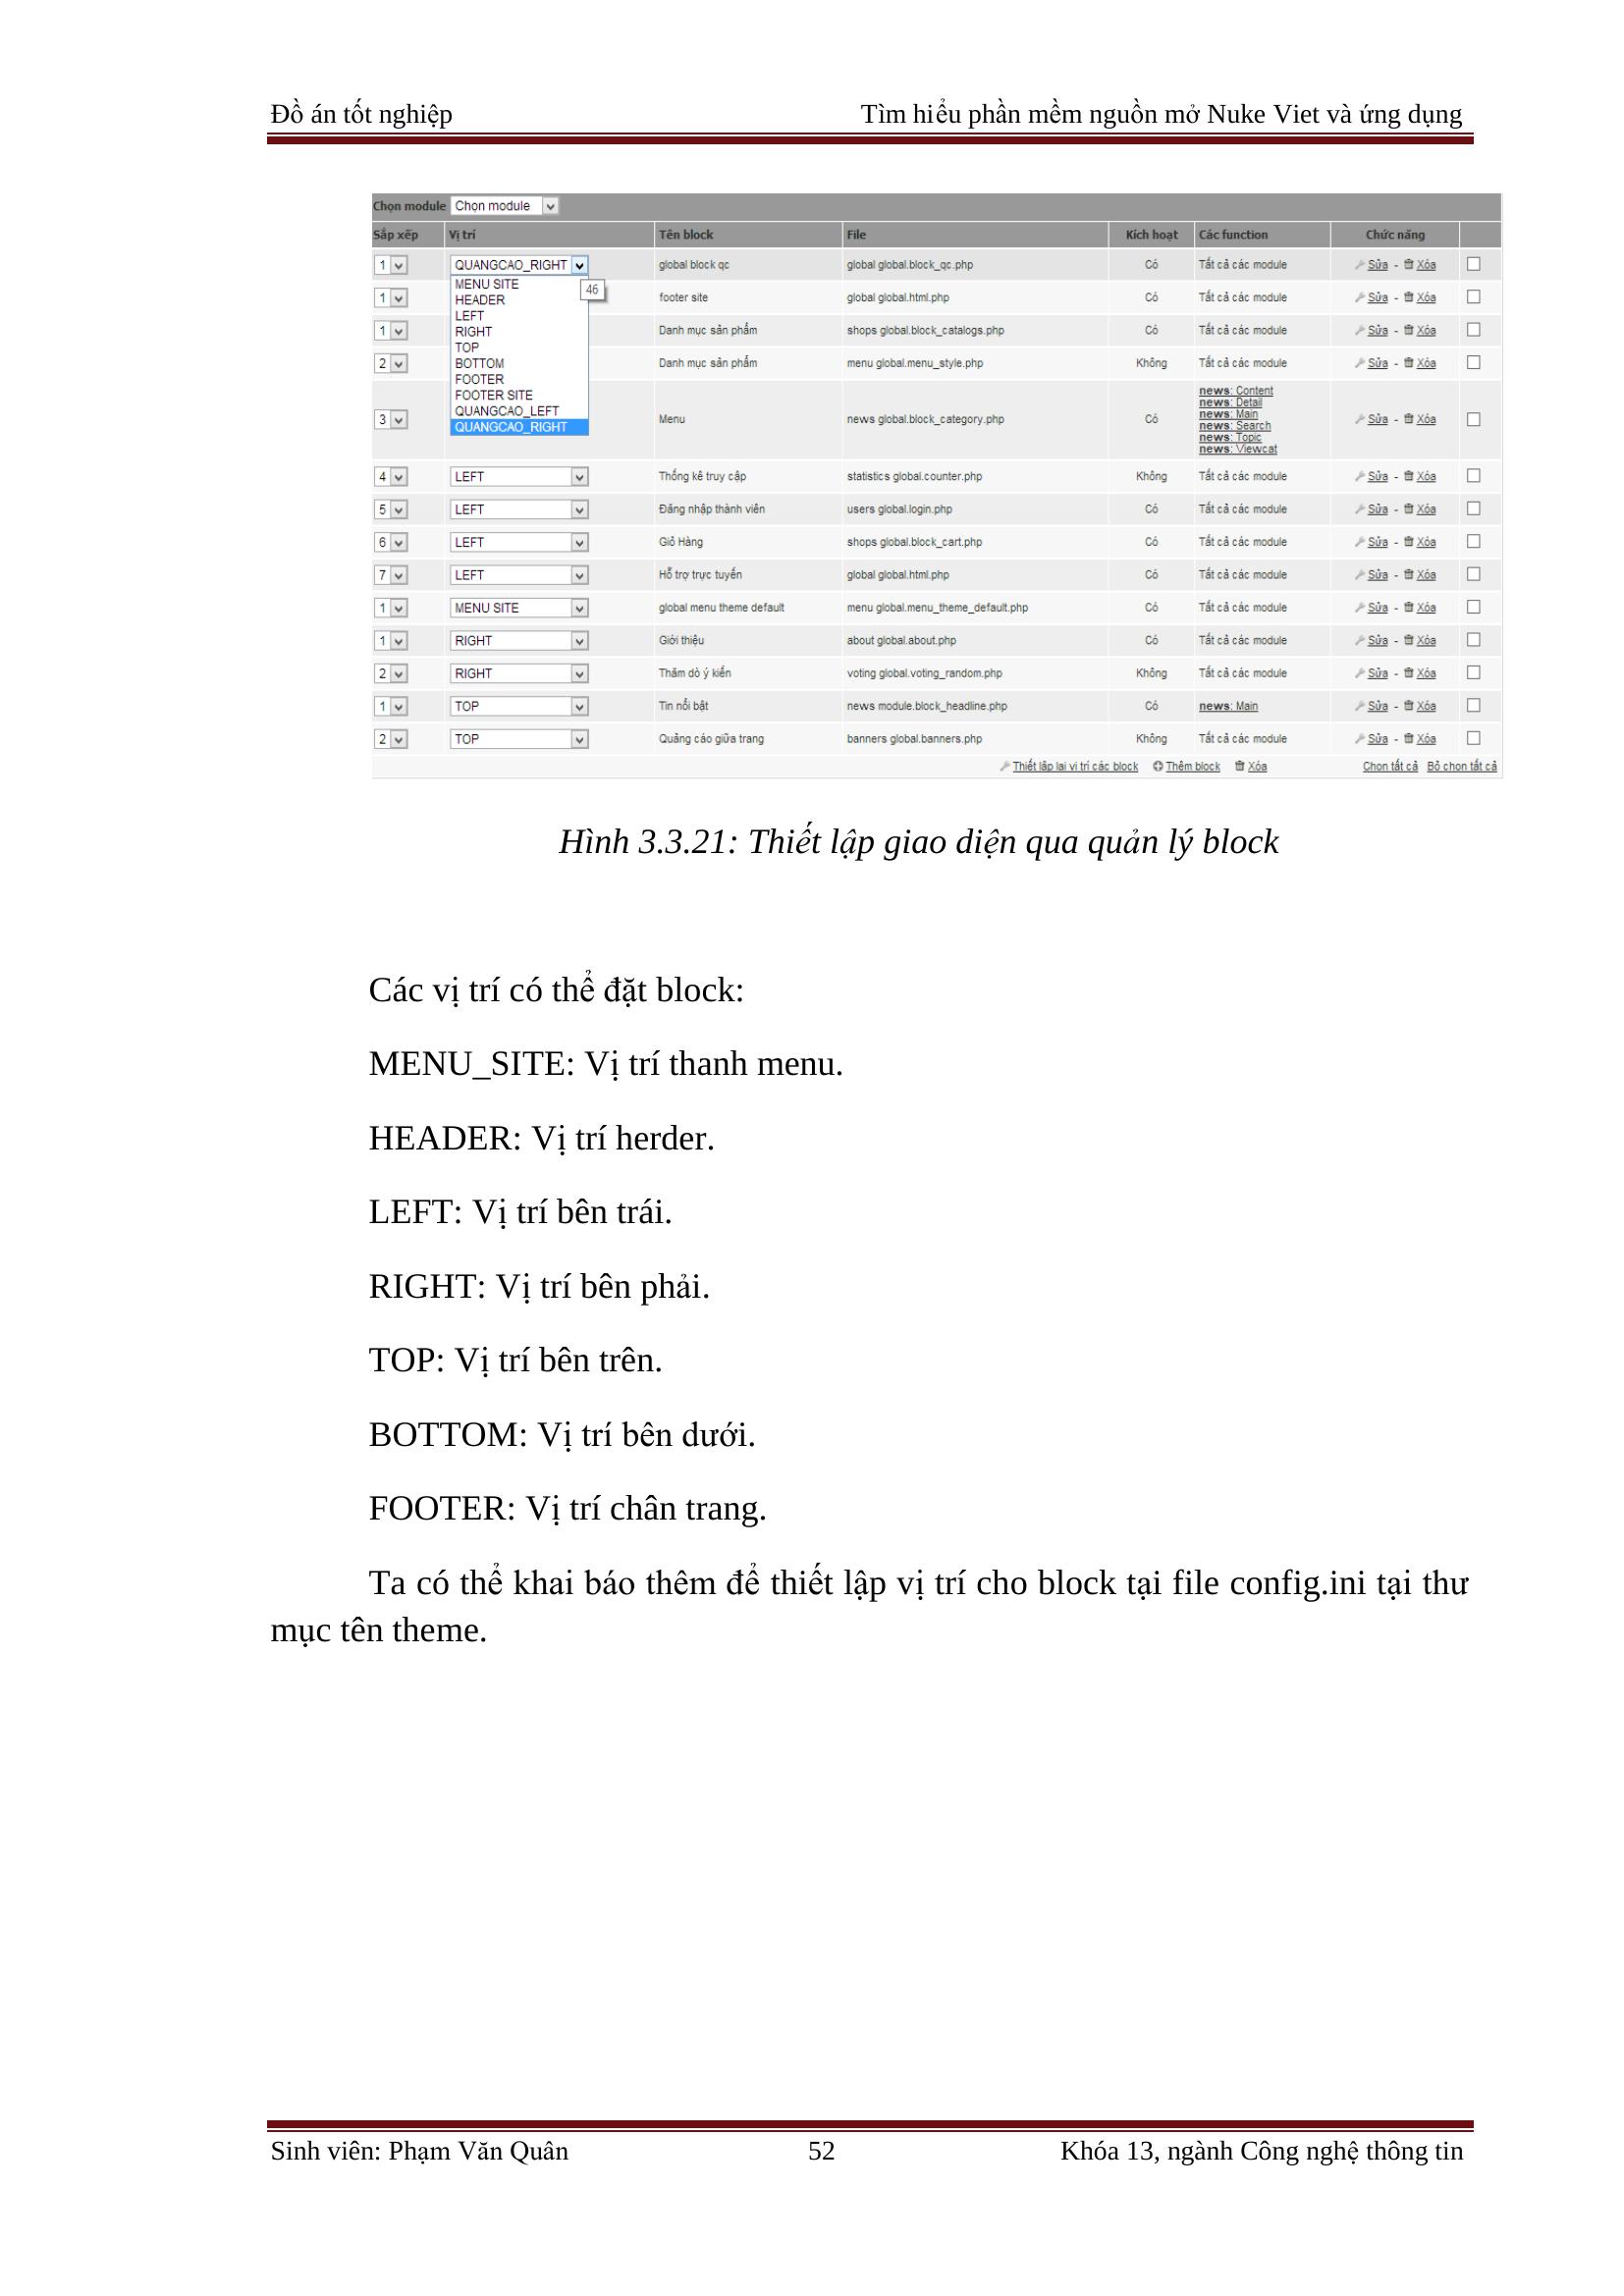 Đồ án tốt nghiệp Tìm hiểu phần mềm nguồn mở Nuke Viet và ứng dụng
Chọn module Chọn module
Sắp xếp Vị trí Tên block File Kích hoạt Các function Chức năng
1 QUANGCAO_RIGHT global block qc global global.block_qc.php Có Tất cả các module Sửa - Xóa
MENU SITE
46
HEADER
1 footer site global global.html.php Có Tất cả các module Sửa - Xóa
LEFT
RIGHT
1 Danh mục sản phẩm shops global.block_catalogs.php Có Tất cả các module Sửa - Xóa
TOP
BOTTOM
2 Danh mục sản phẩm menu global.menu_style.php Không Tất cả các module Sửa - Xóa
FOOTER
FOOTER SITE
QUANGCAO_LEFT
QUANGCAO_RIGHT
3 Menu news global.block_category.php Có Sửa - Xóa
news: Content
news: Detail
news: Main
news: Search
news: Topic
news: Viewcat
4 LEFT Thống kê truy cập statistics global.counter.php Không Tất cả các module Sửa - Xóa
5 LEFT Đăng nhập thành viên users global.login.php Có Tất cả các module Sửa - Xóa
6 LEFT Giỏ Hàng shops global.block_cart.php Có Tất cả các module Sửa - Xóa
7 LEFT Hỗ trợ trực tuyến global global.html.php Có Tất cả các module Sửa - Xóa
1 MENU SITE global menu theme default menu global.menu_theme_default.php Có Tất cả các module Sửa - Xóa
1 RIGHT Giới thiệu about global.about.php Có Tất cả các module Sửa - Xóa
2 RIGHT Thăm dò ý kiến voting global.voting_random.php Không Tất cả các module Sửa - Xóa
1 TOP Tin nổi bật news module.block_headline.php Có news: Main Sửa - Xóa
2 TOP Quảng cáo giữa trang banners global.banners.php Không Tất cả các module Sửa - Xóa
Thiết lập lại vị trí các block Thêm block Xóa Chọn tất cả Bỏ chọn tất cả
Hình 3.3.21: Thiết lập giao diện qua quản lý block
Các vị trí có thể đặt block:
MENU_SITE: Vị trí thanh menu.
HEADER: Vị trí herder.
LEFT: Vị trí bên trái.
RIGHT: Vị trí bên phải.
TOP: Vị trí bên trên.
BOTTOM: Vị trí bên dưới.
FOOTER: Vị trí chân trang.
Ta có thể khai báo thêm để thiết lập vị trí cho block tại file config.ini tại thư
mục tên theme.
Sinh viên: Phạm Văn Quân 52 Khóa 13, ngành Công nghệ thông tin